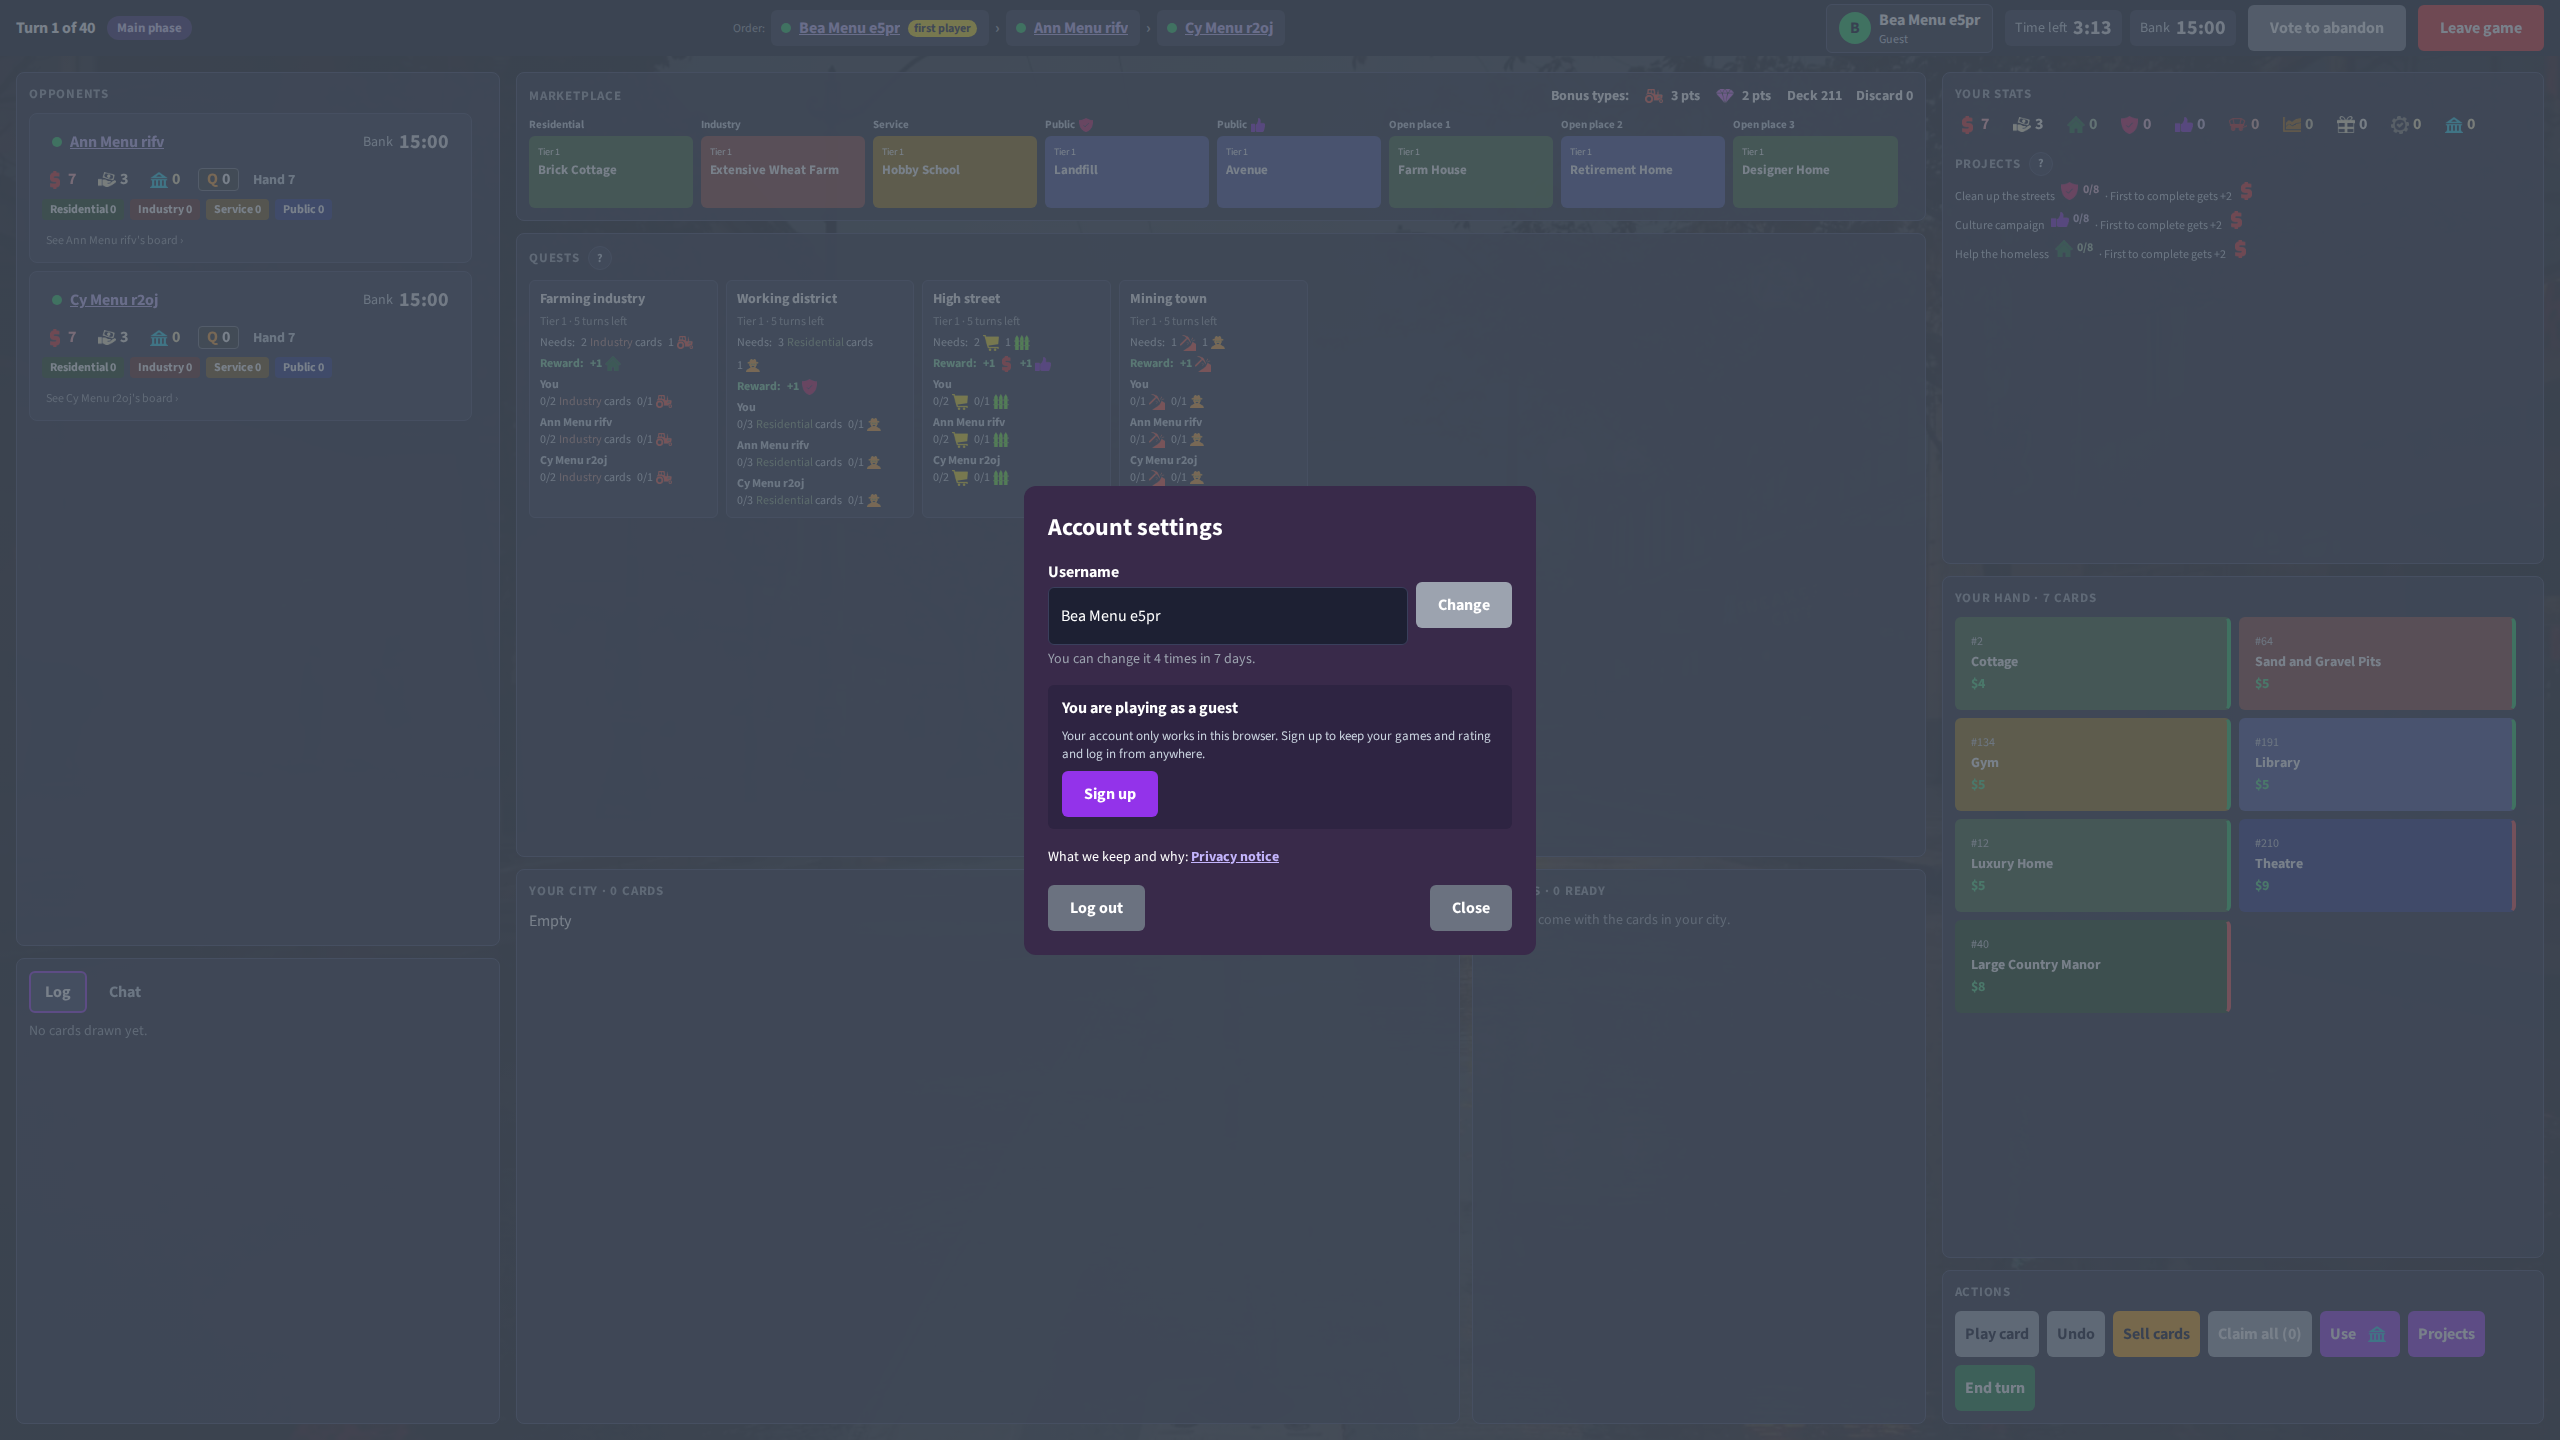 Turn 1 of 40 Main phase
Order: Bea Menu e5pr first player › Ann Menu rifv › Cy Menu r2oj
B Bea Menu e5pr
Guest
Time left 3:13
Bank 15:00
Vote to abandon
Leave game
OPPONENTS
Ann Menu rifv Bank 15:00
7 3 0 Q 0 Hand 7
Residential 0 Industry 0 Service 0 Public 0
See Ann Menu rifv's board ›
Cy Menu r2oj Bank 15:00
7 3 0 Q 0 Hand 7
Residential 0 Industry 0 Service 0 Public 0
See Cy Menu r2oj's board ›
Log Chat
No cards drawn yet.
MARKETPLACE
Bonus types: 3 pts 2 pts Deck 211 Discard 0
Residential
Tier 1
Brick Cottage
Industry
Tier 1
Extensive Wheat Farm
Service
Tier 1
Hobby School
Public
Tier 1
Landfill
Public
Tier 1
Avenue
Open place 1
Tier 1
Farm House
Open place 2
Tier 1
Retirement Home
Open place 3
Tier 1
Designer Home
QUESTS ?
Farming industry
Tier 1 · 5 turns left
Needs: 2 Industry cards 1
Reward: +1
You
0/2 Industry cards 0/1
Ann Menu rifv
0/2 Industry cards 0/1
Cy Menu r2oj
0/2 Industry cards 0/1
Working district
Tier 1 · 5 turns left
Needs: 3 Residential cards
1
Reward: +1
You
0/3 Residential cards 0/1
Ann Menu rifv
0/3 Residential cards 0/1
Cy Menu r2oj
0/3 Residential cards 0/1
High street
Tier 1 · 5 turns left
Needs: 2 1
Reward: +1 +1
You
0/2 0/1
Ann Menu rifv
0/2 0/1
Cy Menu r2oj
0/2 0/1
Mining town
Tier 1 · 5 turns left
Needs: 1 1
Reward: +1
You
0/1 0/1
Ann Menu rifv
0/1 0/1
Cy Menu r2oj
0/1 0/1
Account settings
Username
Bea Menu e5pr
Change
You can change it 4 times in 7 days.
You are playing as a guest
Your account only works in this browser. Sign up to keep your games and rating
and log in from anywhere.
Sign up
What we keep and why: Privacy notice
Log out
Close
YOUR CITY · 0 CARDS
Empty
S · 0 READY
come with the cards in your city.
YOUR STATS
7 3 0 0 0 0 0 0 0 0
PROJECTS ?
Clean up the streets 0/8 · First to complete gets +2
Culture campaign 0/8 · First to complete gets +2
Help the homeless 0/8 · First to complete gets +2
YOUR HAND · 7 CARDS
#2
Cottage
$4
#64
Sand and Gravel Pits
$5
#134
Gym
$5
#191
Library
$5
#12
Luxury Home
$5
#210
Theatre
$9
#40
Large Country Manor
$8
ACTIONS
Play card
Undo
Sell cards
Claim all (0)
Use
Projects
End turn